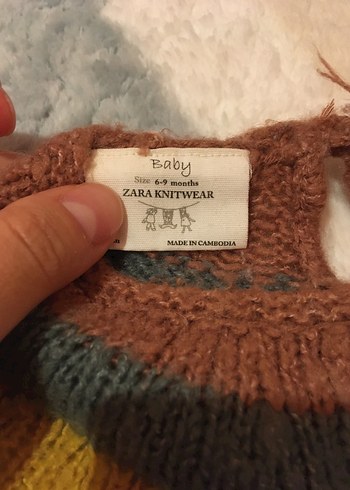 Baby
Size 6-9 months
ZARA KNITWEAR
MADE IN CAMBODIA